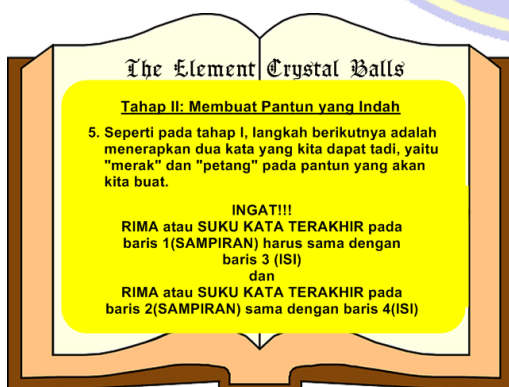 The Element Crystal Balls
Tahap II: Membuat Pantun yang Indah
5. Seperti pada tahap I, langkah berikutnya adalah
menerapkan dua kata yang kita dapat tadi, yaitu
"merak" dan "petang" pada pantun yang akan
kita buat.
INGAT!!!
RIMA atau SUKU KATA TERAKHIR pada
baris 1(SAMPIRAN) harus sama dengan
baris 3 (ISI)
dan
RIMA atau SUKU KATA TERAKHIR pada
baris 2(SAMPIRAN) sama dengan baris 4(ISI)